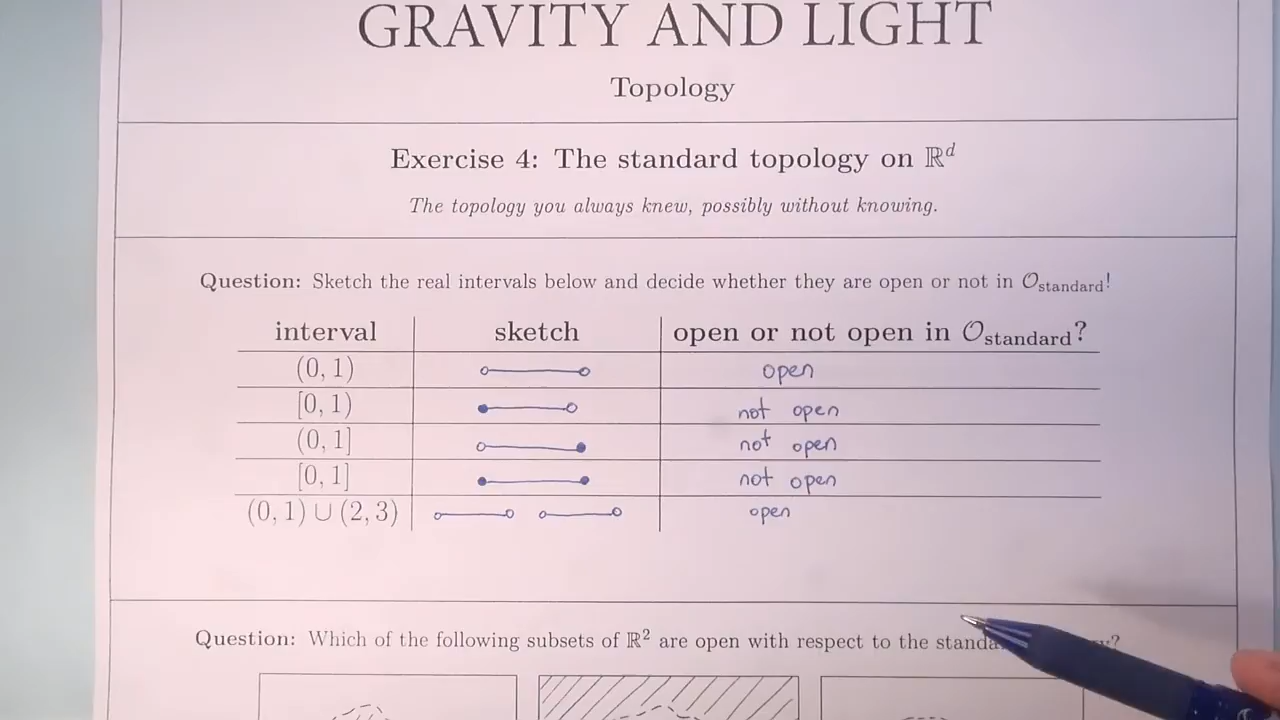 GRAVITY AND LIGHT
Topology
Exercise 4: The standard topology on ℝᵈ
The topology you always knew, possibly without knowing.
Question: Sketch the real intervals below and decide whether they are open or not in 𝒪standard!
interval sketch open or not open in 𝒪standard?
(0, 1) open
[0, 1) not open
(0, 1] not open
[0, 1] not open
(0, 1) ∪ (2, 3) open
Question: Which of the following subsets of ℝ² are open with respect to the